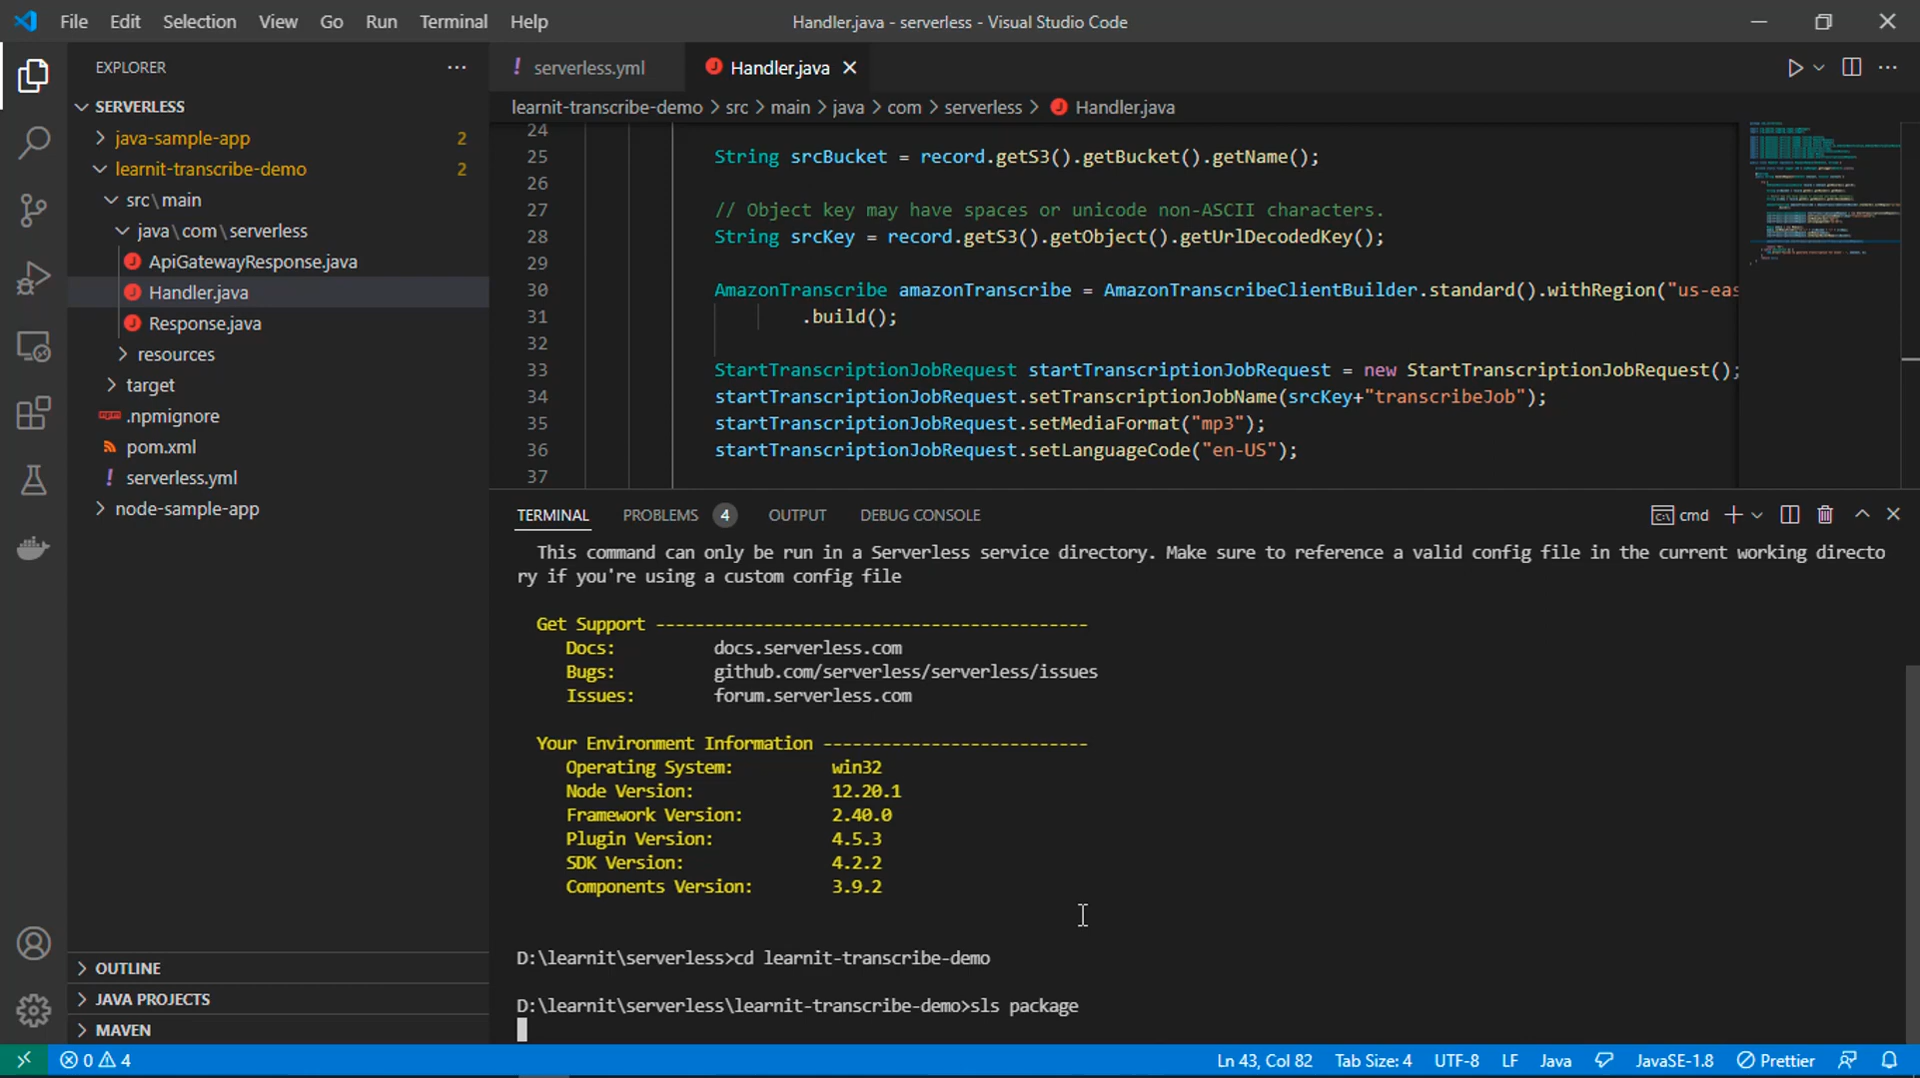 File Edit Selection View Go Run Terminal Help
Handler.java - serverless - Visual Studio Code
EXPLORER
SERVERLESS
java-sample-app 2
learnit-transcribe-demo 2
src\main
java\com\serverless
ApiGatewayResponse.java
Handler.java
Response.java
resources
target
.npmignore
pom.xml
serverless.yml
node-sample-app
OUTLINE
JAVA PROJECTS
MAVEN
! serverless.yml
Handler.java
learnit-transcribe-demo > src > main > java > com > serverless > Handler.java
24
25 String srcBucket = record.getS3().getBucket().getName();
26
27 // Object key may have spaces or unicode non-ASCII characters.
28 String srcKey = record.getS3().getObject().getUrlDecodedKey();
29
30 AmazonTranscribe amazonTranscribe = AmazonTranscribeClientBuilder.standard().withRegion("us-eas
31 .build();
32
33 StartTranscriptionJobRequest startTranscriptionJobRequest = new StartTranscriptionJobRequest();
34 startTranscriptionJobRequest.setTranscriptionJobName(srcKey+"transcribeJob");
35 startTranscriptionJobRequest.setMediaFormat("mp3");
36 startTranscriptionJobRequest.setLanguageCode("en-US");
37
TERMINAL PROBLEMS 4 OUTPUT DEBUG CONSOLE
cmd
This command can only be run in a Serverless service directory. Make sure to reference a valid config file in the current working directo
ry if you're using a custom config file
Get Support --------------------------------------------
Docs: docs.serverless.com
Bugs: github.com/serverless/serverless/issues
Issues: forum.serverless.com
Your Environment Information ---------------------------
Operating System: win32
Node Version: 12.20.1
Framework Version: 2.40.0
Plugin Version: 4.5.3
SDK Version: 4.2.2
Components Version: 3.9.2
D:\learnit\serverless>cd learnit-transcribe-demo
D:\learnit\serverless\learnit-transcribe-demo>sls package
0 4
Ln 43, Col 82 Tab Size: 4 UTF-8 LF Java JavaSE-1.8 Prettier